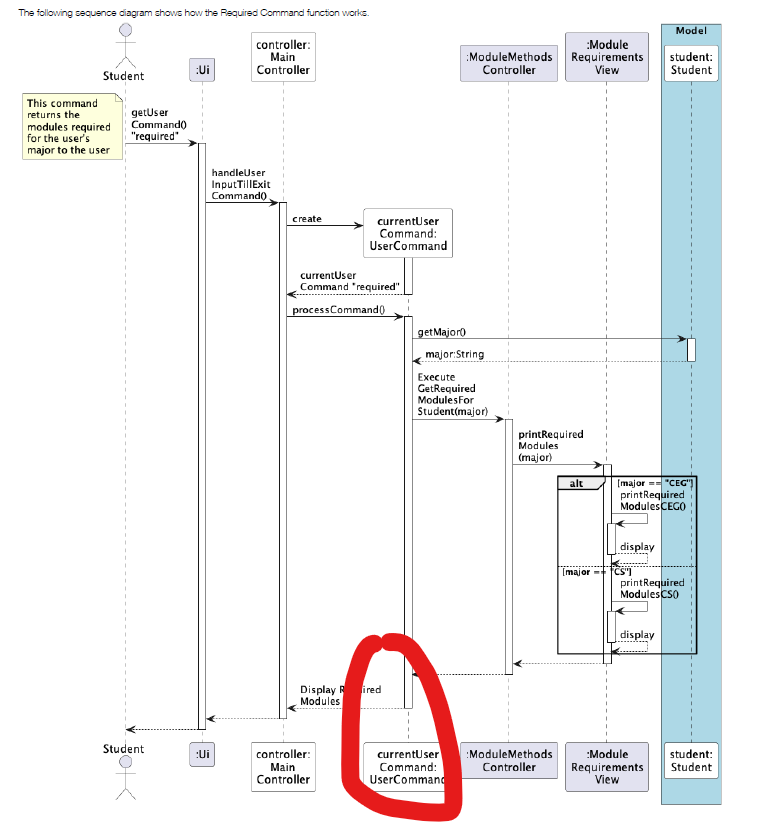 The following sequence diagram shows how the Required Command function works.
Model
Student
:Ui
controller:
Main
Controller
:ModuleMethods
Controller
:Module
Requirements
View
student:
Student
This command
returns the
modules required
for the user's
major to the user
getUser
Command()
"required"
handleUser
InputTillExit
Command()
create
currentUser
Command:
UserCommand
currentUser
Command "required"
processCommand()
getMajor()
major:String
Execute
GetRequired
ModulesFor
Student(major)
printRequired
Modules
(major)
alt
[major == "CEG"]
printRequired
ModulesCEG()
display
[major == "CS"]
printRequired
ModulesCS()
display
Display
Modules
Student
:Ui
controller:
Main
Controller
currentUser
Command:
UserCommand
:ModuleMethods
Controller
:Module
Requirements
View
student:
Student